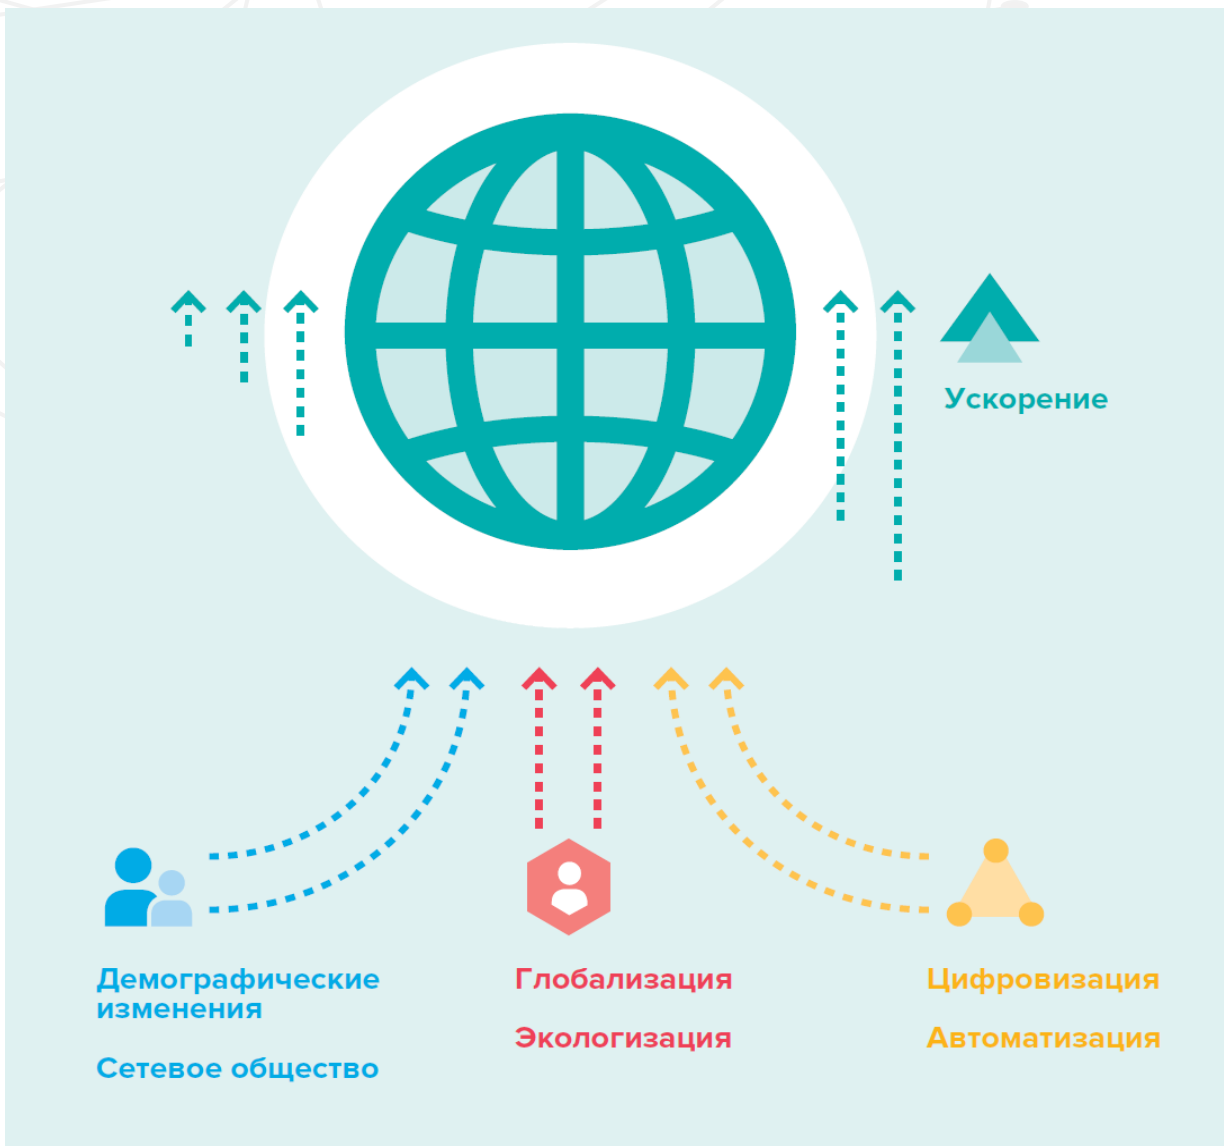 Ускорение
Демографические
изменения
Сетевое общество
Глобализация
Экологизация
Цифровизация
Автоматизация